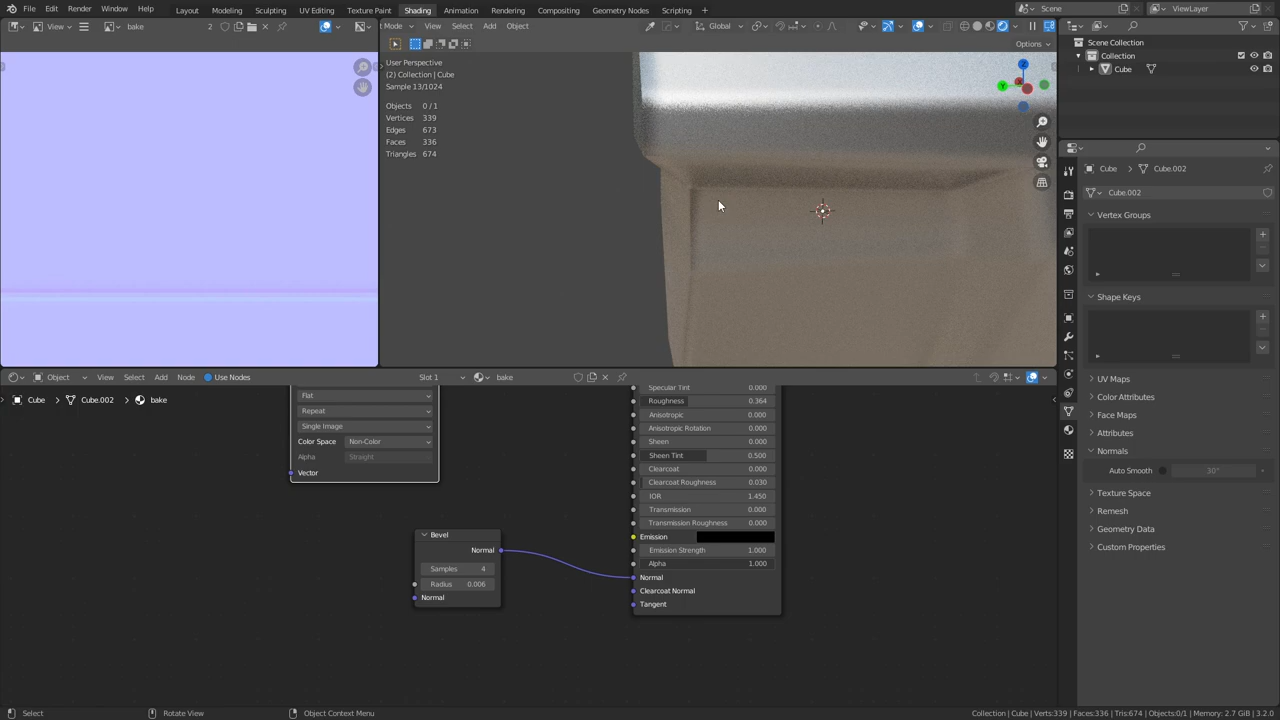 File Edit Render Window Help Layout Modeling Sculpting UV Editing Texture Paint Shading Animation Rendering Compositing Geometry Nodes Scripting + Scene ViewLayer
View bake 2 Mode View Select Add Object Global
Options
User Perspective
(2) Collection | Cube
Sample 13/1024
Objects 0 / 1
Vertices 339
Edges 673
Faces 336
Triangles 674
Z
Y
X
Scene Collection
Collection
Cube
Cube Cube.002
Cube.002
Vertex Groups
Shape Keys
UV Maps
Color Attributes
Face Maps
Attributes
Normals
Auto Smooth 30°
Texture Space
Remesh
Geometry Data
Custom Properties
Object View Select Add Node Use Nodes Slot 1 bake
Cube Cube.002 bake
Flat
Repeat
Single Image
Color Space Non-Color
Alpha Straight
Vector
Bevel
Normal
Samples 4
Radius 0.006
Normal
Specular Tint 0.000
Roughness 0.364
Anisotropic 0.000
Anisotropic Rotation 0.000
Sheen 0.000
Sheen Tint 0.500
Clearcoat 0.000
Clearcoat Roughness 0.030
IOR 1.450
Transmission 0.000
Transmission Roughness 0.000
Emission
Emission Strength 1.000
Alpha 1.000
Normal
Clearcoat Normal
Tangent
Select Rotate View Object Context Menu Collection | Cube | Verts:339 | Faces:336 | Tris:674 | Objects:0/1 | Memory: 2.7 GiB | 3.2.0